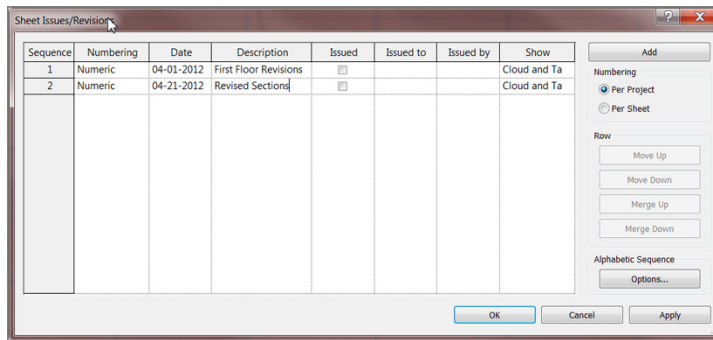 Sheet Issues/Revisions
Sequence Numbering Date Description Issued Issued to Issued by Show
1 Numeric 04-01-2012 First Floor Revisions Cloud and Ta
2 Numeric 04-21-2012 Revised Sections Cloud and Ta
Add
Numbering
Per Project
Per Sheet
Row
Move Up
Move Down
Merge Up
Merge Down
Alphabetic Sequence
Options...
OK Cancel Apply